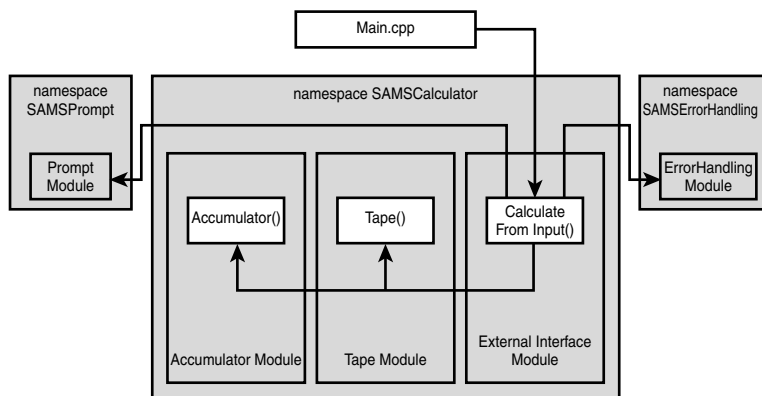 Main.cpp
namespace
SAMSPrompt
namespace SAMSCalculator
namespace
SAMSErrorHandling
Prompt
Module
ErrorHandling
Module
Accumulator()
Tape()
Calculate
From Input()
Accumulator Module
Tape Module
External Interface
Module